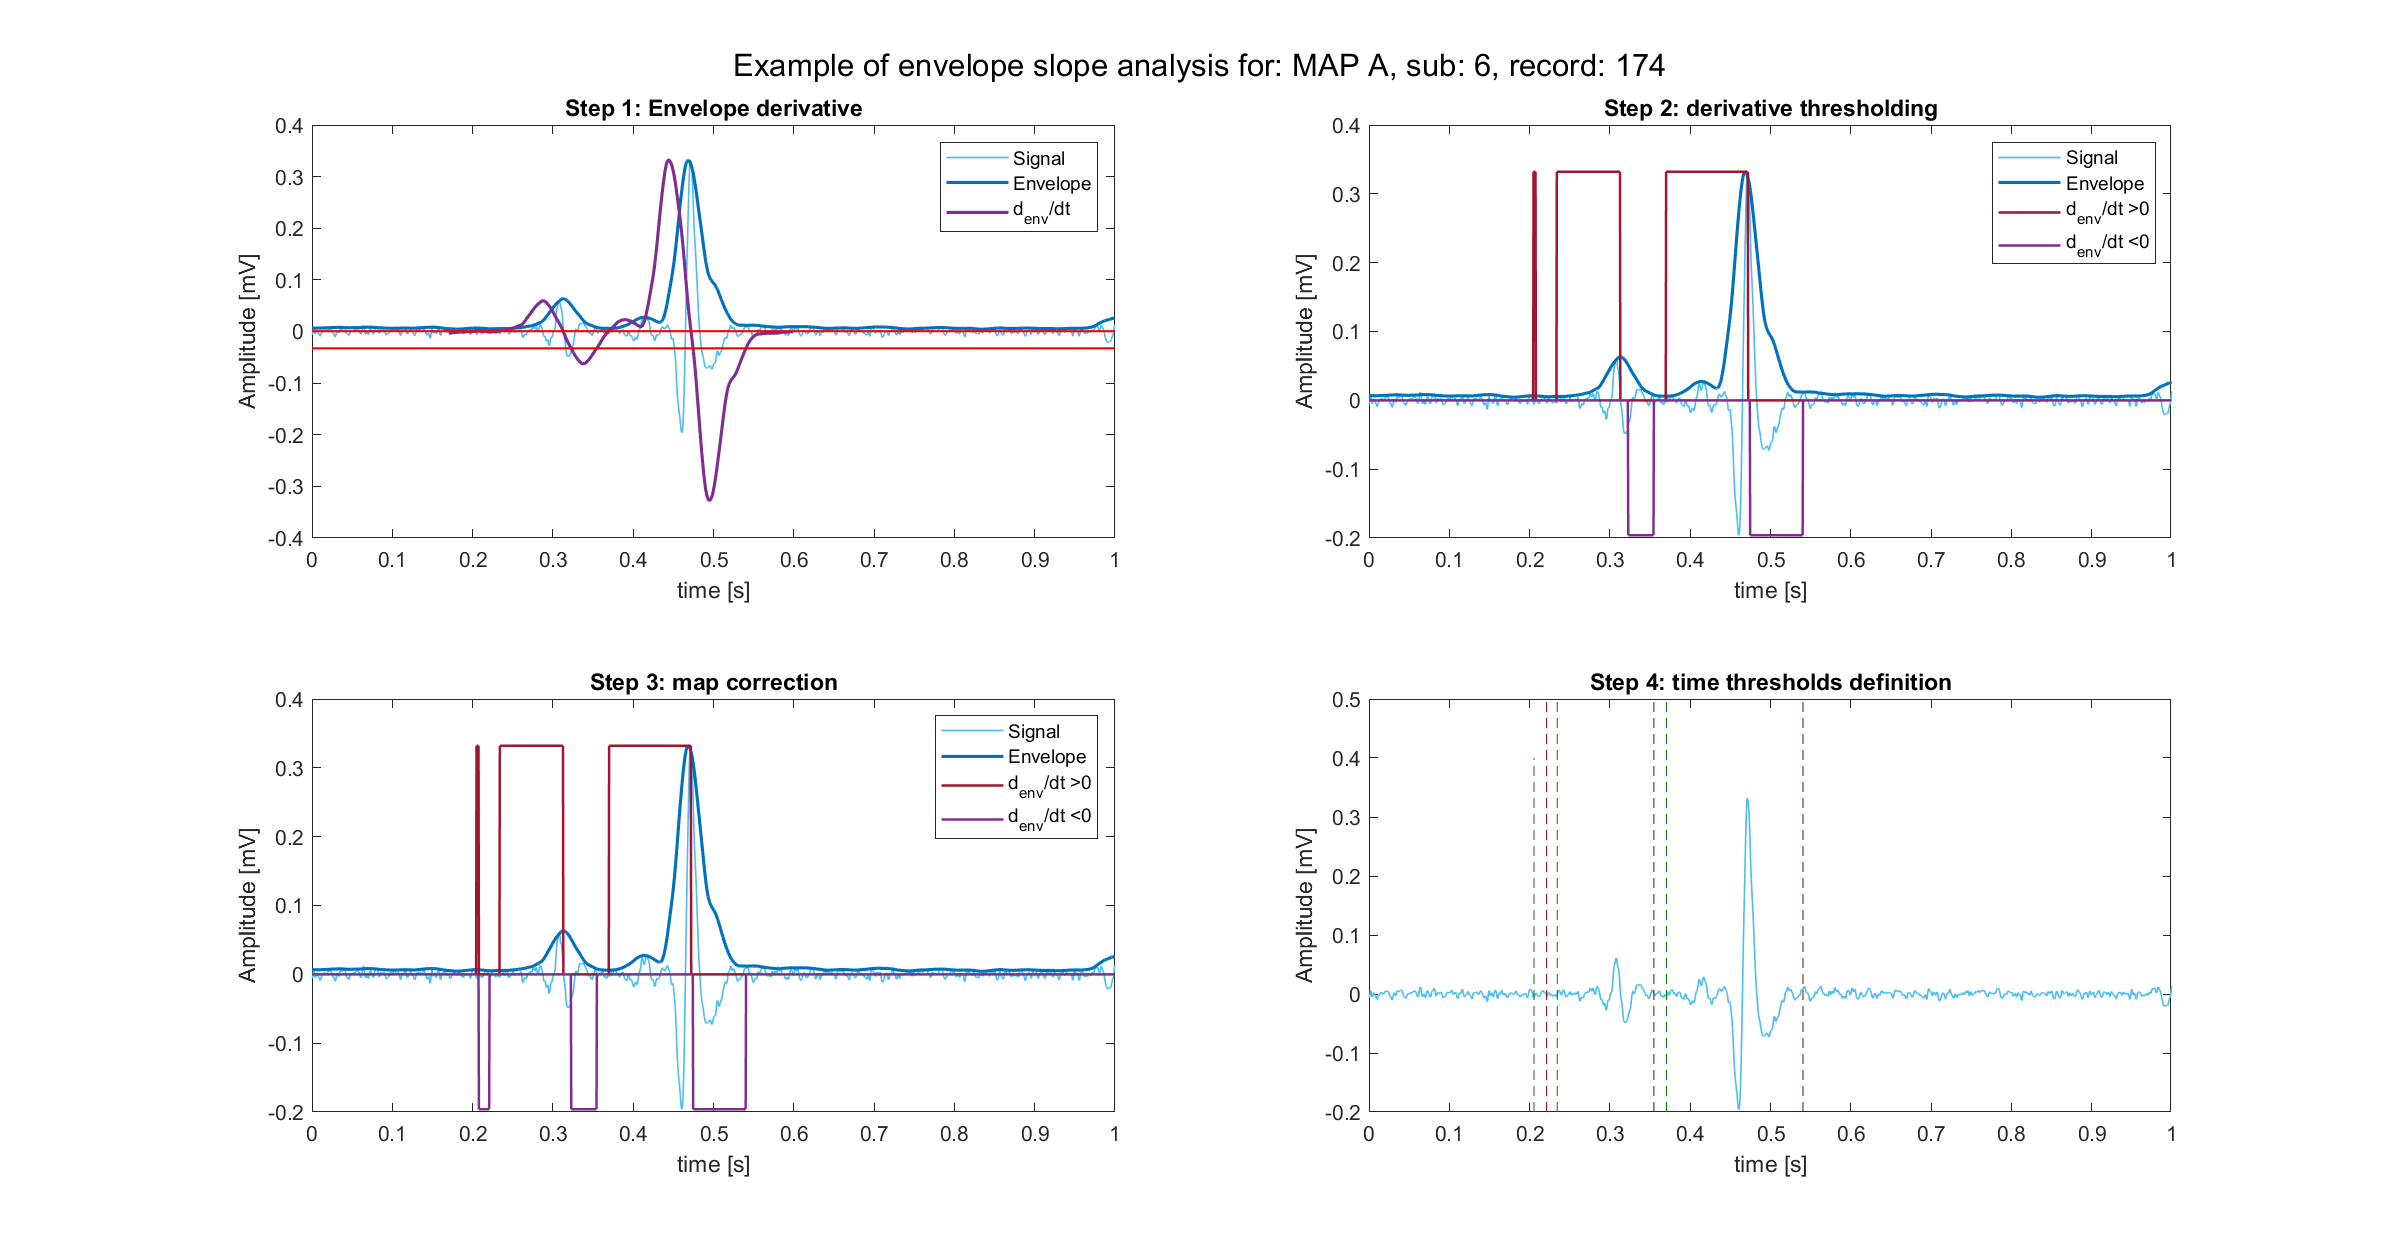 Example of envelope slope analysis for: MAP A, sub: 6, record: 174
Step 1: Envelope derivative
0.4
0.3
0.2
0.1
0
-0.1
-0.2
-0.3
-0.4
Amplitude [mV]
0 0.1 0.2 0.3 0.4 0.5 0.6 0.7 0.8 0.9 1
time [s]
Signal
Envelope
d_env/dt
Step 2: derivative thresholding
0.4
0.3
0.2
0.1
0
-0.1
-0.2
Amplitude [mV]
0 0.1 0.2 0.3 0.4 0.5 0.6 0.7 0.8 0.9 1
time [s]
Signal
Envelope
d_env/dt >0
d_env/dt <0
Step 3: map correction
0.4
0.3
0.2
0.1
0
-0.1
-0.2
Amplitude [mV]
0 0.1 0.2 0.3 0.4 0.5 0.6 0.7 0.8 0.9 1
time [s]
Signal
Envelope
d_env/dt >0
d_env/dt <0
Step 4: time thresholds definition
0.5
0.4
0.3
0.2
0.1
0
-0.1
-0.2
Amplitude [mV]
0 0.1 0.2 0.3 0.4 0.5 0.6 0.7 0.8 0.9 1
time [s]